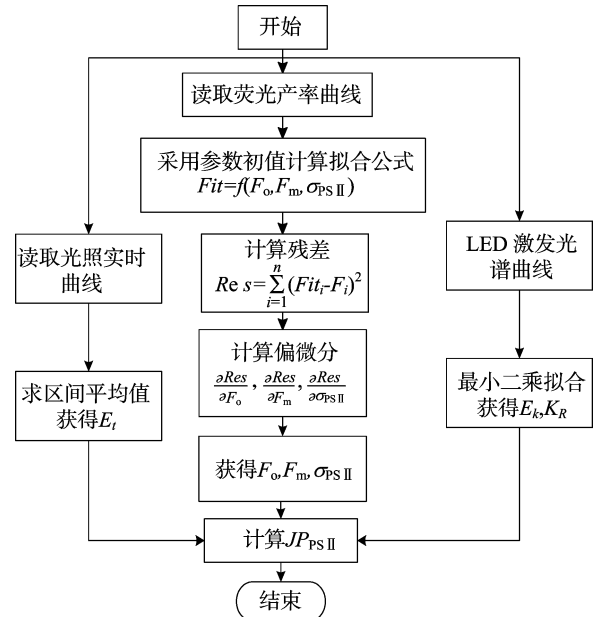 开始
读取荧光产率曲线
采用参数初值计算拟合公式
Fit=f(Fo,Fm,σPSⅡ)
计算残差
Re s=∑(Fiti-Fi)²
n
i=1
计算偏微分
∂Res/∂Fo, ∂Res/∂Fm, ∂Res/∂σPSⅡ
获得Fo,Fm,σPSⅡ
读取光照实时
曲线
求区间平均值
获得Et
LED 激发光
谱曲线
最小二乘拟合
获得Ek,KR
计算JPPSⅡ
结束